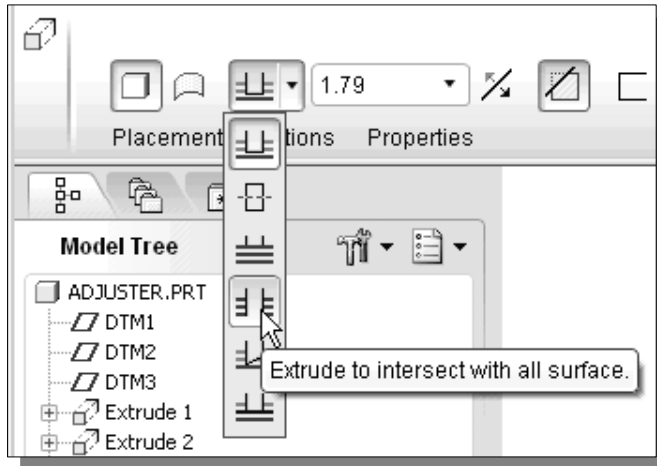 1.79
Placement
tions
Properties
Model Tree
ADJUSTER.PRT
DTM1
DTM2
DTM3
Extrude to intersect with all surface.
Extrude 1
Extrude 2